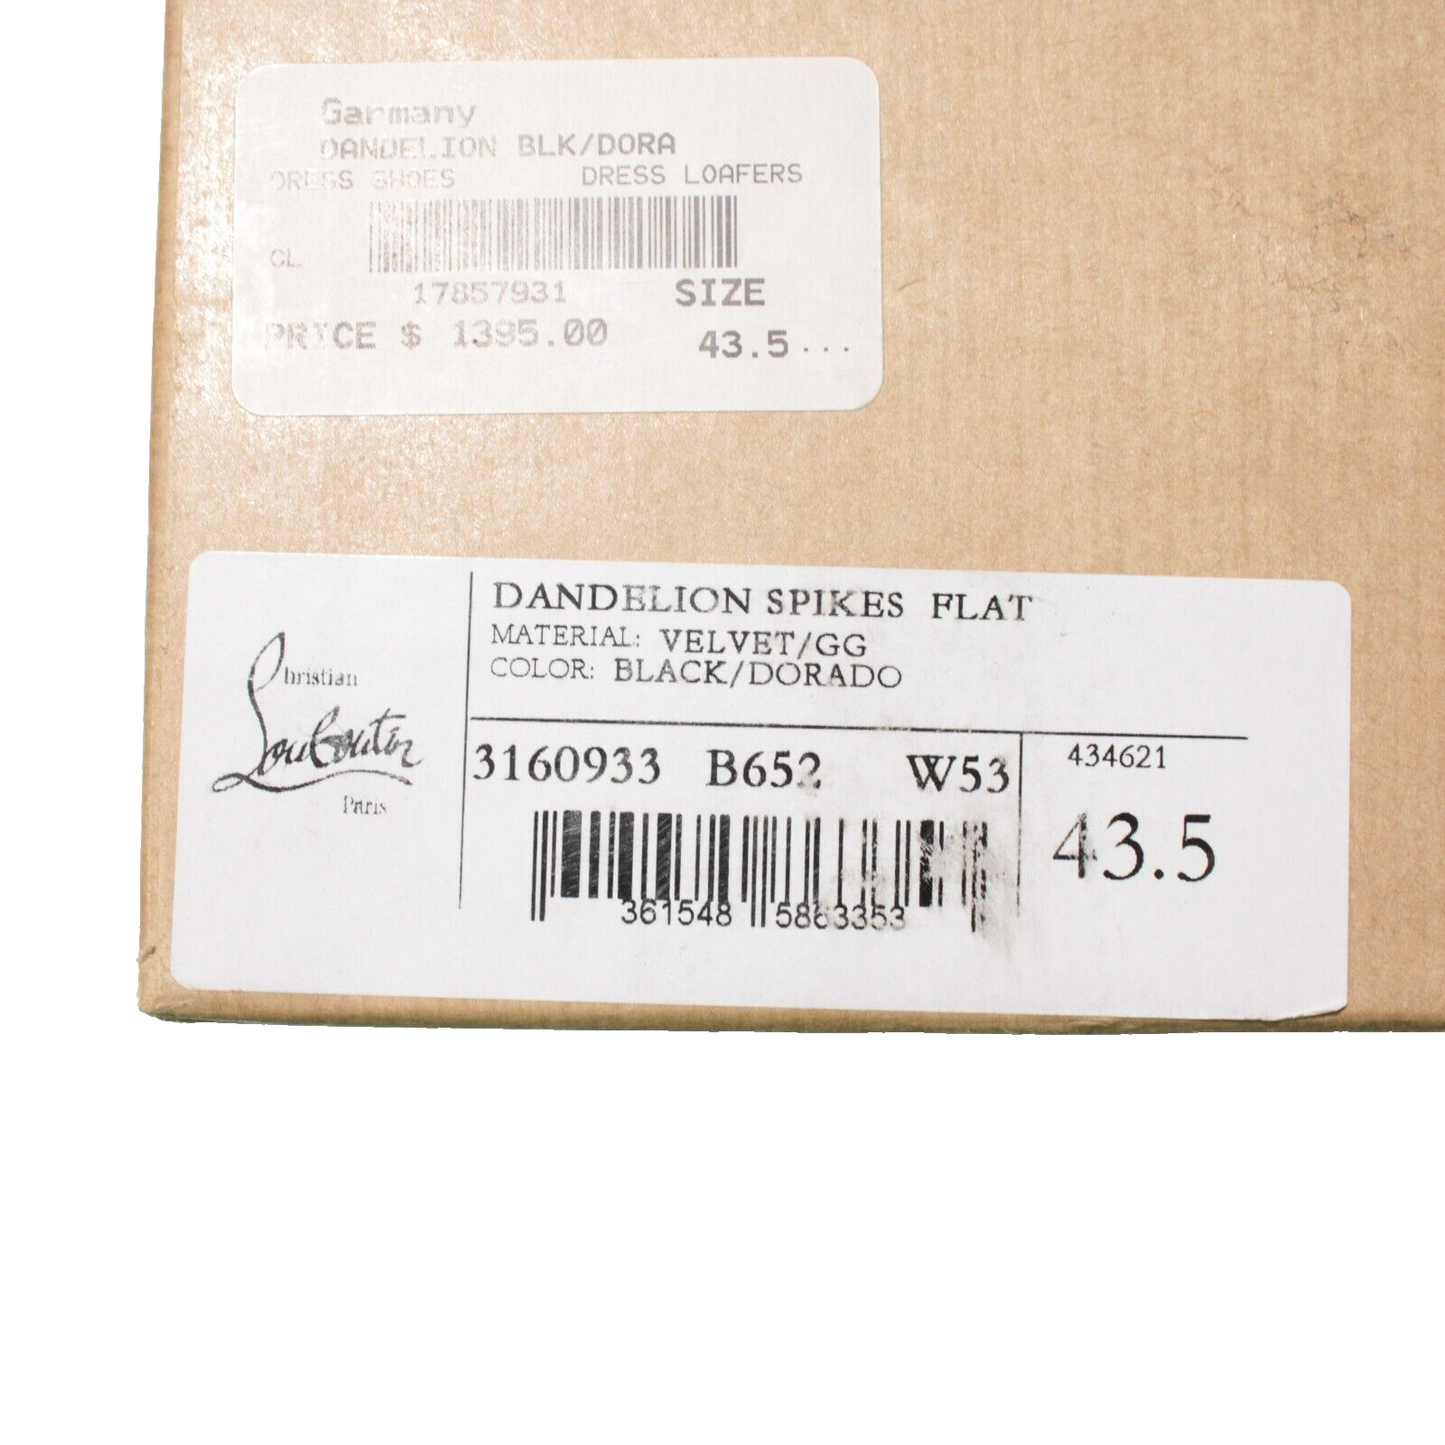 Garmany
DANDELION BLK/DORA
DRESS SHOES DRESS LOAFERS
CL
17857931 SIZE
PRICE $ 1395.00 43.5...
DANDELION SPIKES FLAT
MATERIAL: VELVET/GG
COLOR: BLACK/DORADO
Christian
Louboutin
Paris
3160933 B652 W53 434621
43.5
361548 5863353